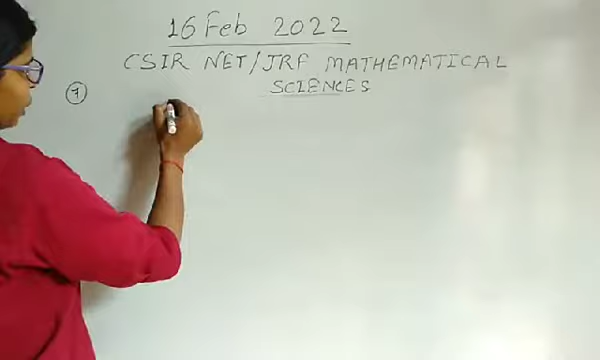 16 Feb 2022
CSIR NET/JRF MATHEMATICAL
SCIENCES
1